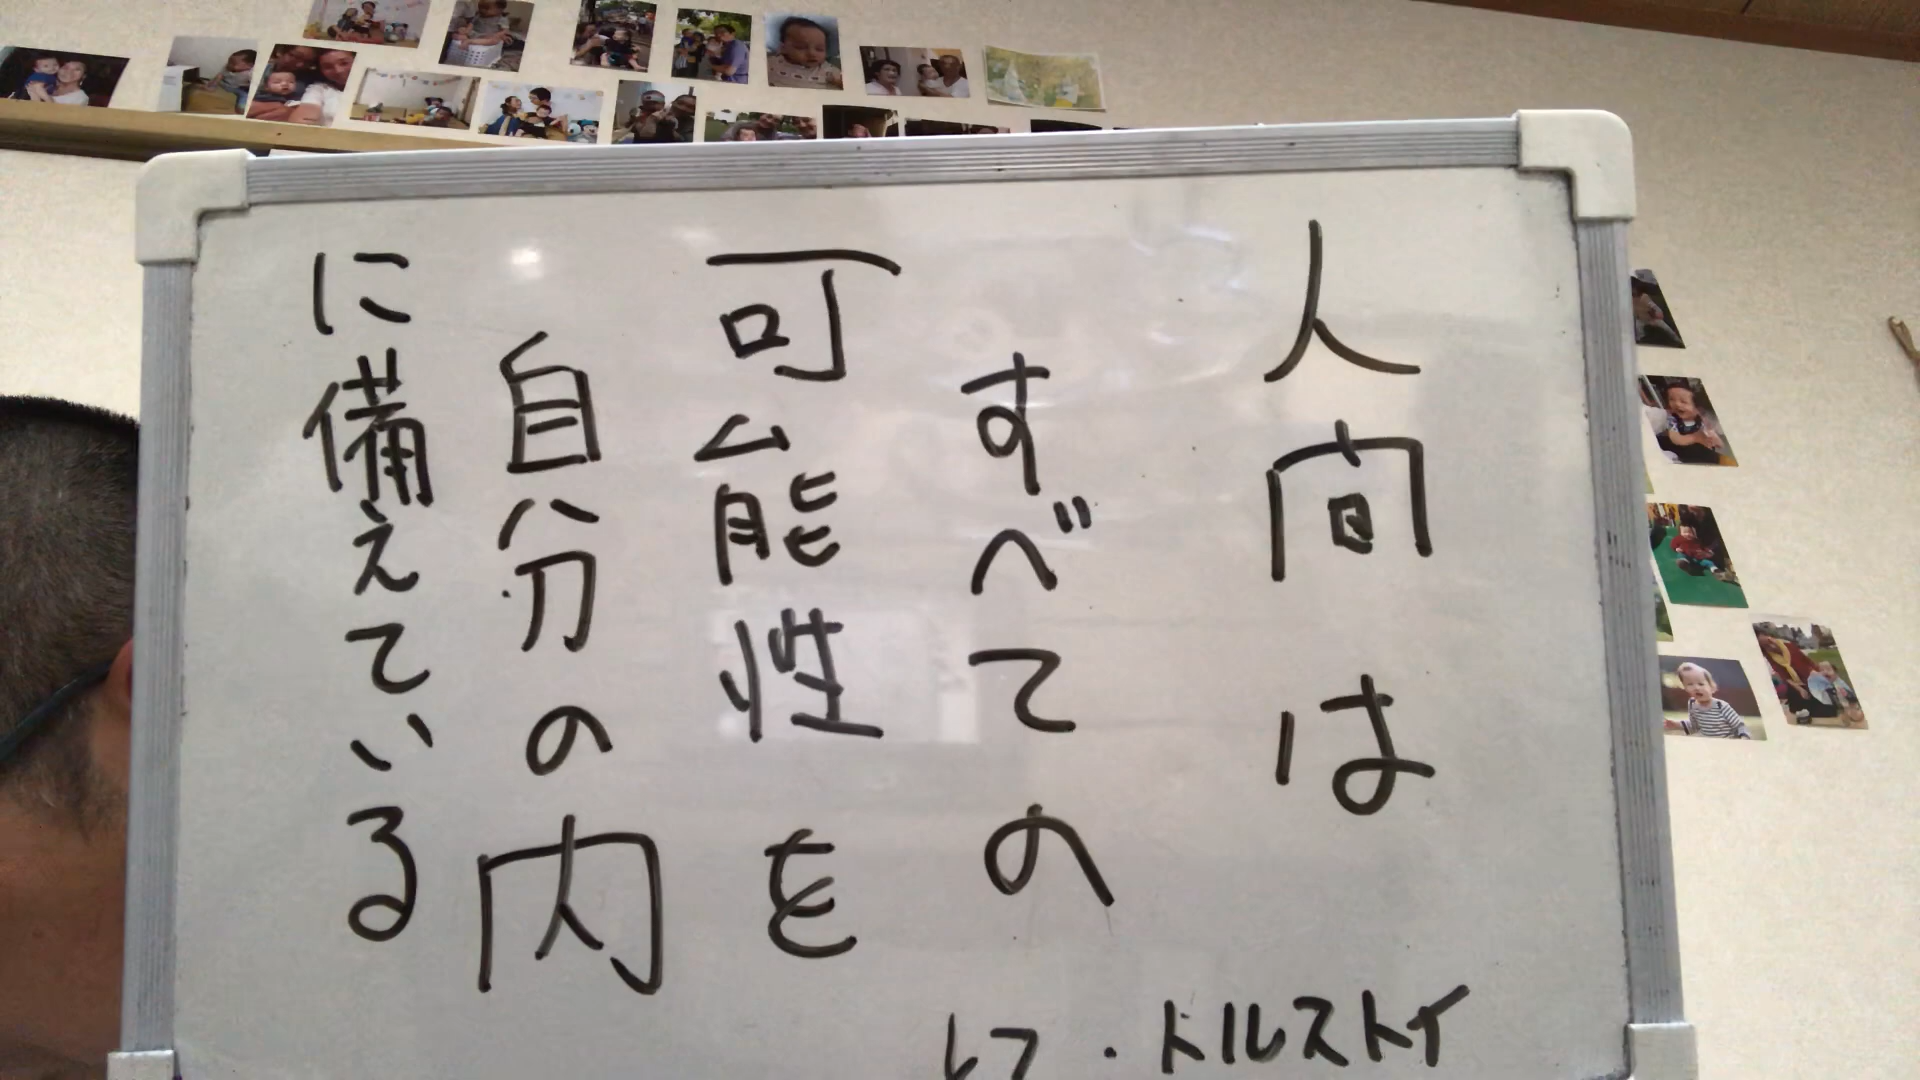 人間は
すべての
可能性を
自分の内
に備えている
レフ・トルストイ